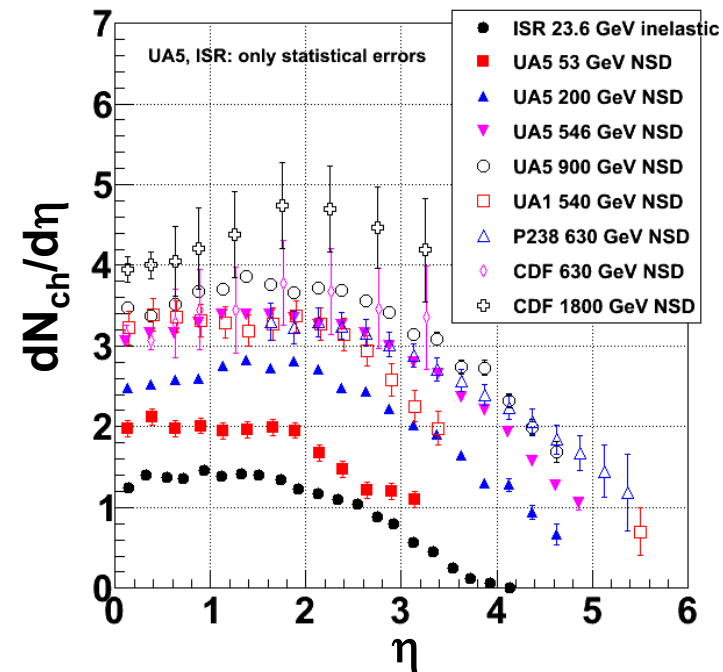 7
6
5
4
3
2
1
0
dN_ch/dη
UA5, ISR: only statistical errors
ISR 23.6 GeV inelastic
UA5 53 GeV NSD
UA5 200 GeV NSD
UA5 546 GeV NSD
UA5 900 GeV NSD
UA1 540 GeV NSD
P238 630 GeV NSD
CDF 630 GeV NSD
CDF 1800 GeV NSD
0 1 2 3 4 5 6
η